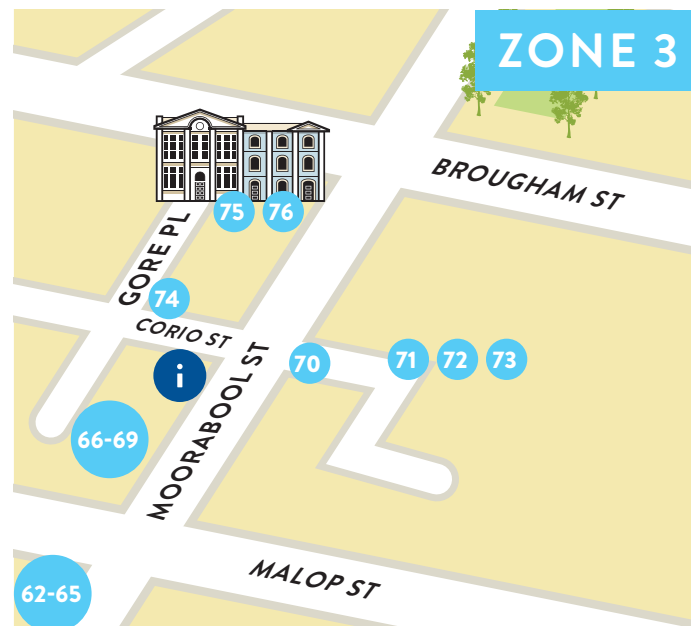 ZONE 3
BROUGHAM ST
75
76
GORE PL
74
CORIO ST
i
MOORABOOL ST
70
71
72
73
66-69
MALOP ST
62-65